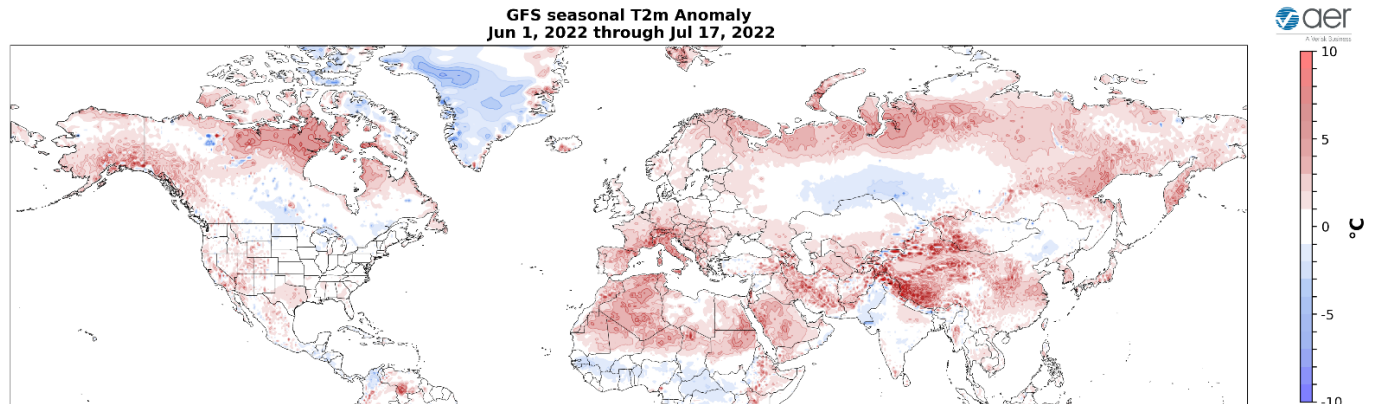 GFS seasonal T2m Anomaly
Jun 1, 2022 through Jul 17, 2022
aer
A Verisk Business
10
5
0
-5
-10
°C